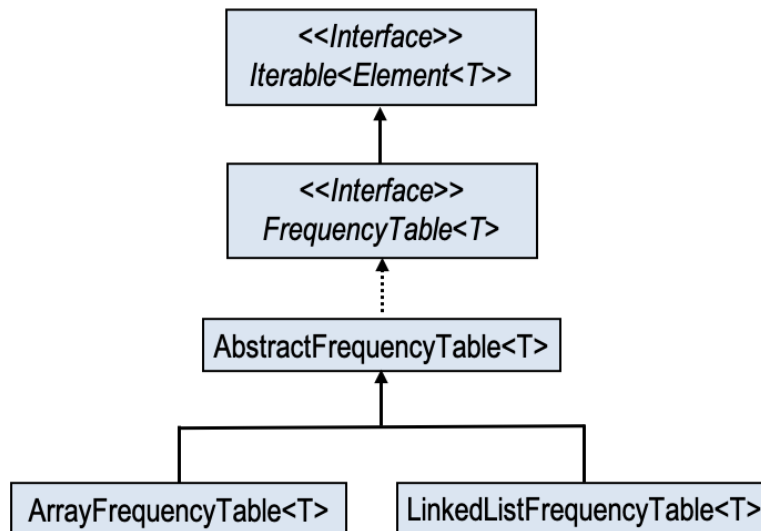 <<Interface>>
Iterable<Element<T>>
<<Interface>>
FrequencyTable<T>
AbstractFrequencyTable<T>
ArrayFrequencyTable<T>
LinkedListFrequencyTable<T>